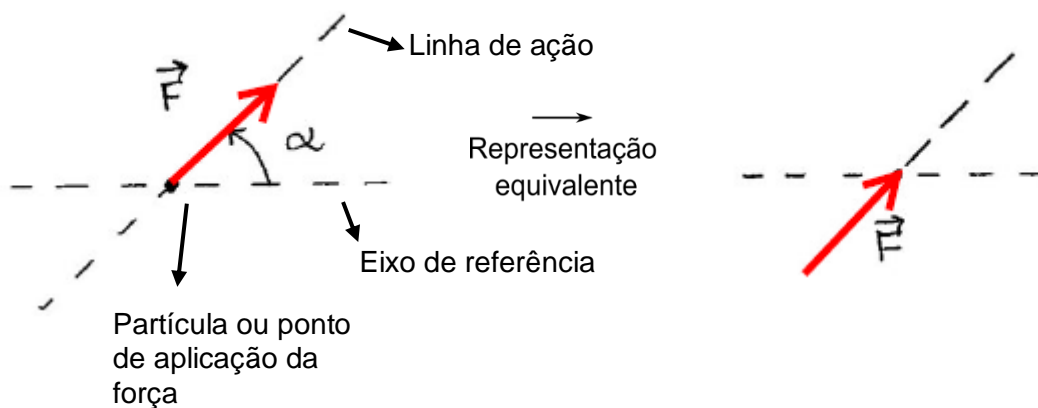 Linha de ação
F
α
Representação
equivalente
F
Eixo de referência
Partícula ou ponto
de aplicação da
força